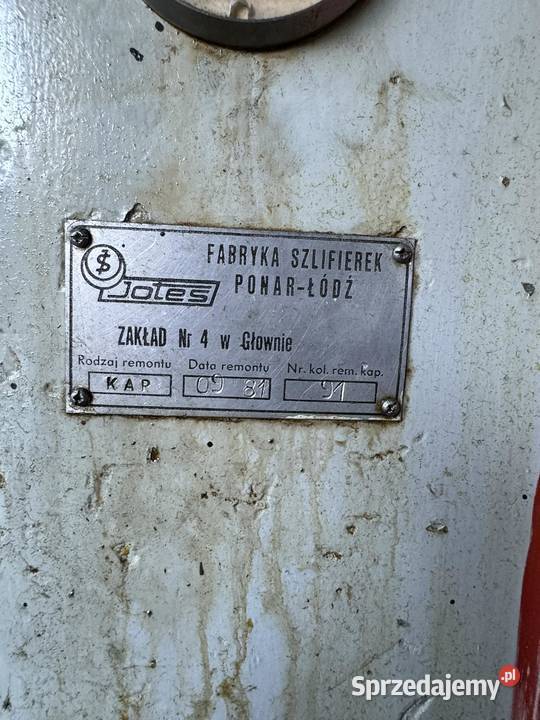 FABRYKA SZLIFIEREK
Jotes PONAR-ŁÓDŹ
ZAKŁAD Nr 4 w Głownie
Rodzaj remontu Data remontu Nr. kol. rem. kap.
KAP 09 81 91
Sprzedajemy.pl